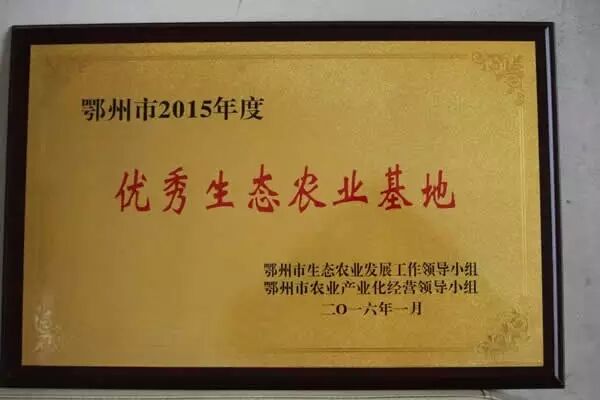 鄂州市2015年度
优秀生态农业基地
鄂州市生态农业发展工作领导小组
鄂州市农业产业化经营领导小组
二〇一六年一月